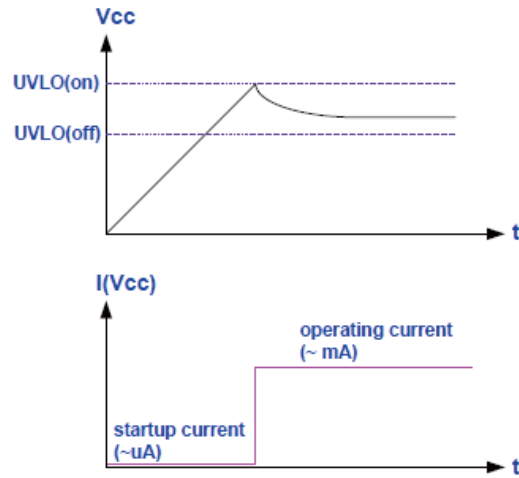 Vcc
UVLO(on)
UVLO(off)
t
I(Vcc)
operating current
(~ mA)
startup current
(~uA)
t